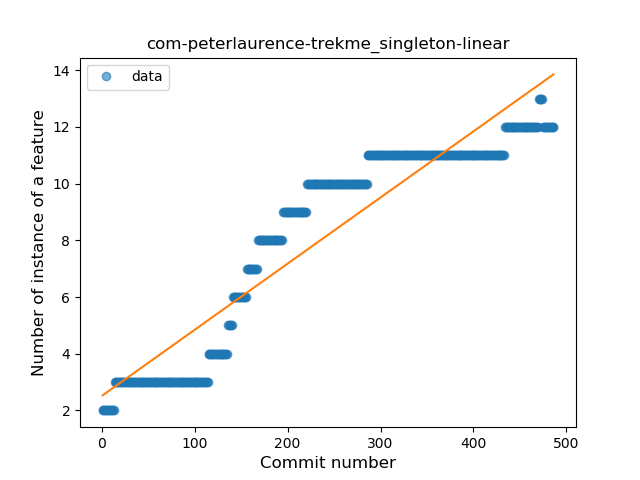 com-peterlaurence-trekme_singleton-linear
data
Number of instance of a feature
14
12
10
8
6
4
2
0 100 200 300 400 500
Commit number